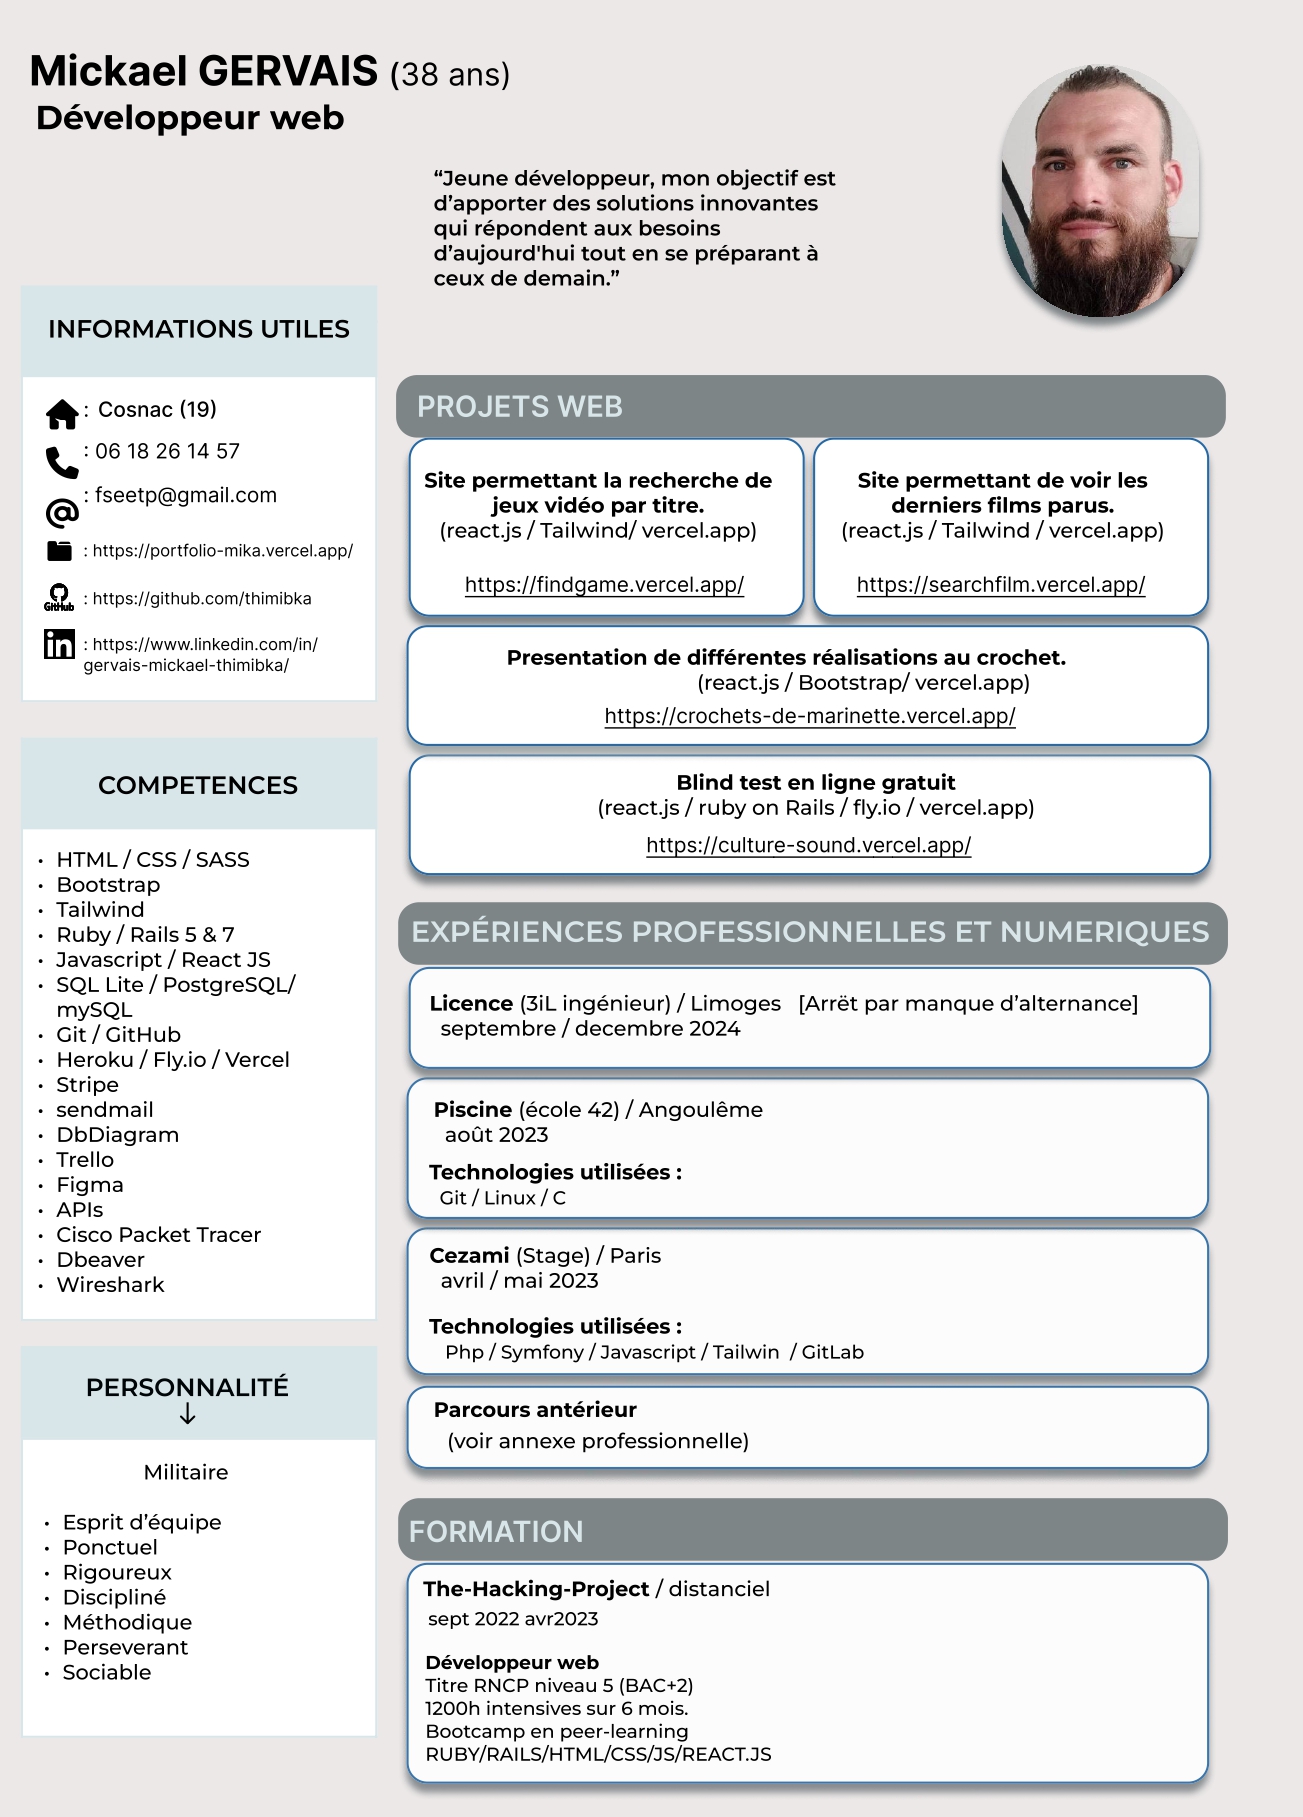 Mickael GERVAIS (38 ans)
Développeur web
“Jeune développeur, mon objectif est
d’apporter des solutions innovantes
qui répondent aux besoins
d’aujourd'hui tout en se préparant à
ceux de demain.”
INFORMATIONS UTILES
: Cosnac (19)
: 06 18 26 14 57
: fseetp@gmail.com
: https://portfolio-mika.vercel.app/
GitHub : https://github.com/thimibka
in : https://www.linkedin.com/in/
gervais-mickael-thimibka/
COMPETENCES
• HTML / CSS / SASS
• Bootstrap
• Tailwind
• Ruby / Rails 5 & 7
• Javascript / React JS
• SQL Lite / PostgreSQL/
mySQL
• Git / GitHub
• Heroku / Fly.io / Vercel
• Stripe
• sendmail
• DbDiagram
• Trello
• Figma
• APIs
• Cisco Packet Tracer
• Dbeaver
• Wireshark
PERSONNALITÉ
↓
Militaire
• Esprit d’équipe
• Ponctuel
• Rigoureux
• Discipliné
• Méthodique
• Perseverant
• Sociable
PROJETS WEB
Site permettant la recherche de
jeux vidéo par titre.
(react.js / Tailwind/ vercel.app)
https://findgame.vercel.app/
Site permettant de voir les
derniers films parus.
(react.js / Tailwind / vercel.app)
https://searchfilm.vercel.app/
Presentation de différentes réalisations au crochet.
(react.js / Bootstrap/ vercel.app)
https://crochets-de-marinette.vercel.app/
Blind test en ligne gratuit
(react.js / ruby on Rails / fly.io / vercel.app)
https://culture-sound.vercel.app/
EXPÉRIENCES PROFESSIONNELLES ET NUMERIQUES
Licence (3iL ingénieur) / Limoges [Arrët par manque d’alternance]
septembre / decembre 2024
Piscine (école 42) / Angoulême
août 2023
Technologies utilisées :
Git / Linux / C
Cezami (Stage) / Paris
avril / mai 2023
Technologies utilisées :
Php / Symfony / Javascript / Tailwin / GitLab
Parcours antérieur
(voir annexe professionnelle)
FORMATION
The-Hacking-Project / distanciel
sept 2022 avr2023
Développeur web
Titre RNCP niveau 5 (BAC+2)
1200h intensives sur 6 mois.
Bootcamp en peer-learning
RUBY/RAILS/HTML/CSS/JS/REACT.JS